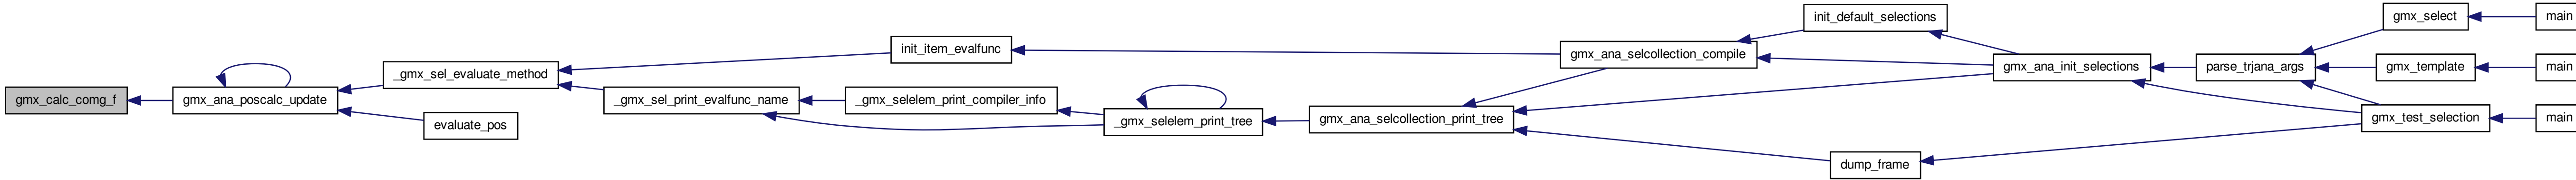 gmx_calc_comg_f
gmx_ana_poscalc_update
_gmx_sel_evaluate_method
evaluate_pos
init_item_evalfunc
_gmx_sel_print_evalfunc_name
_gmx_selelem_print_compiler_info
_gmx_selelem_print_tree
gmx_ana_selcollection_print_tree
gmx_ana_selcollection_compile
init_default_selections
dump_frame
gmx_ana_init_selections
parse_trjana_args
gmx_select
gmx_template
gmx_test_selection
main
main
main